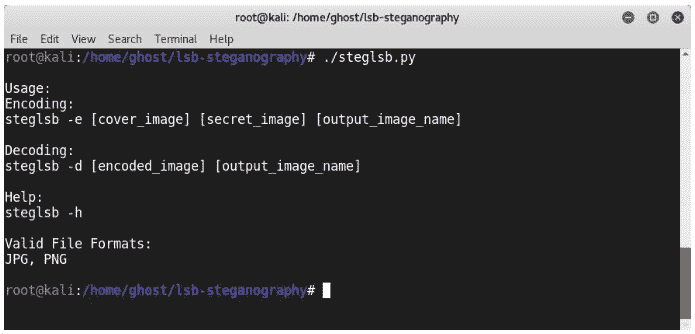 root@kali: /home/ghost/lsb-steganography
File Edit View Search Terminal Help
root@kali:/home/ghost/lsb-steganography# ./steglsb.py
Usage:
Encoding:
steglsb -e [cover_image] [secret_image] [output_image_name]
Decoding:
steglsb -d [encoded_image] [output_image_name]
Help:
steglsb -h
Valid File Formats:
JPG, PNG
root@kali:/home/ghost/lsb-steganography#